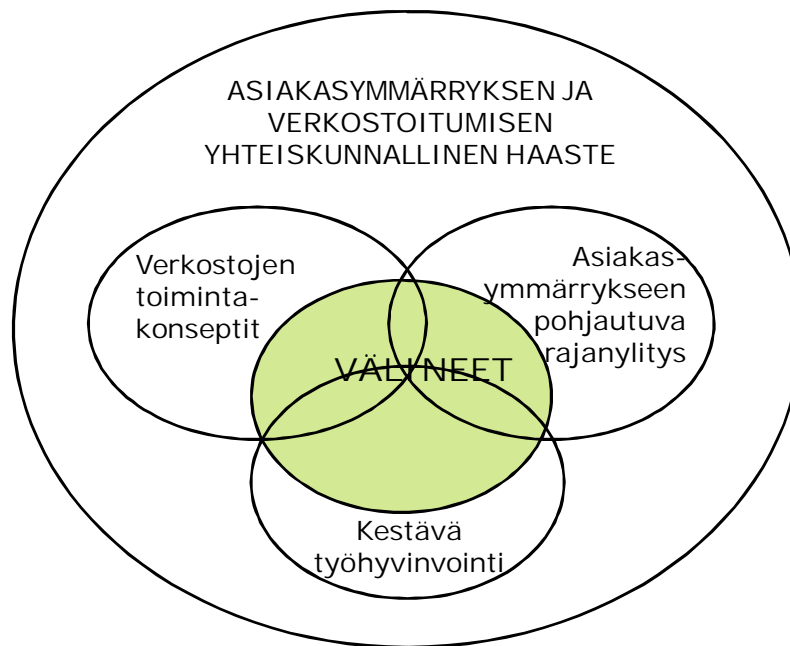 ASIAKASYMMÄRRYKSEN JA
VERKOSTOITUMISEN
YHTEISKUNNALLINEN HAASTE
Verkostojen
toiminta-
konseptit
Asiakas-
ymmärrykseen
pohjautuva
rajanylitys
VÄLINEET
Kestävä
työhyvinvointi